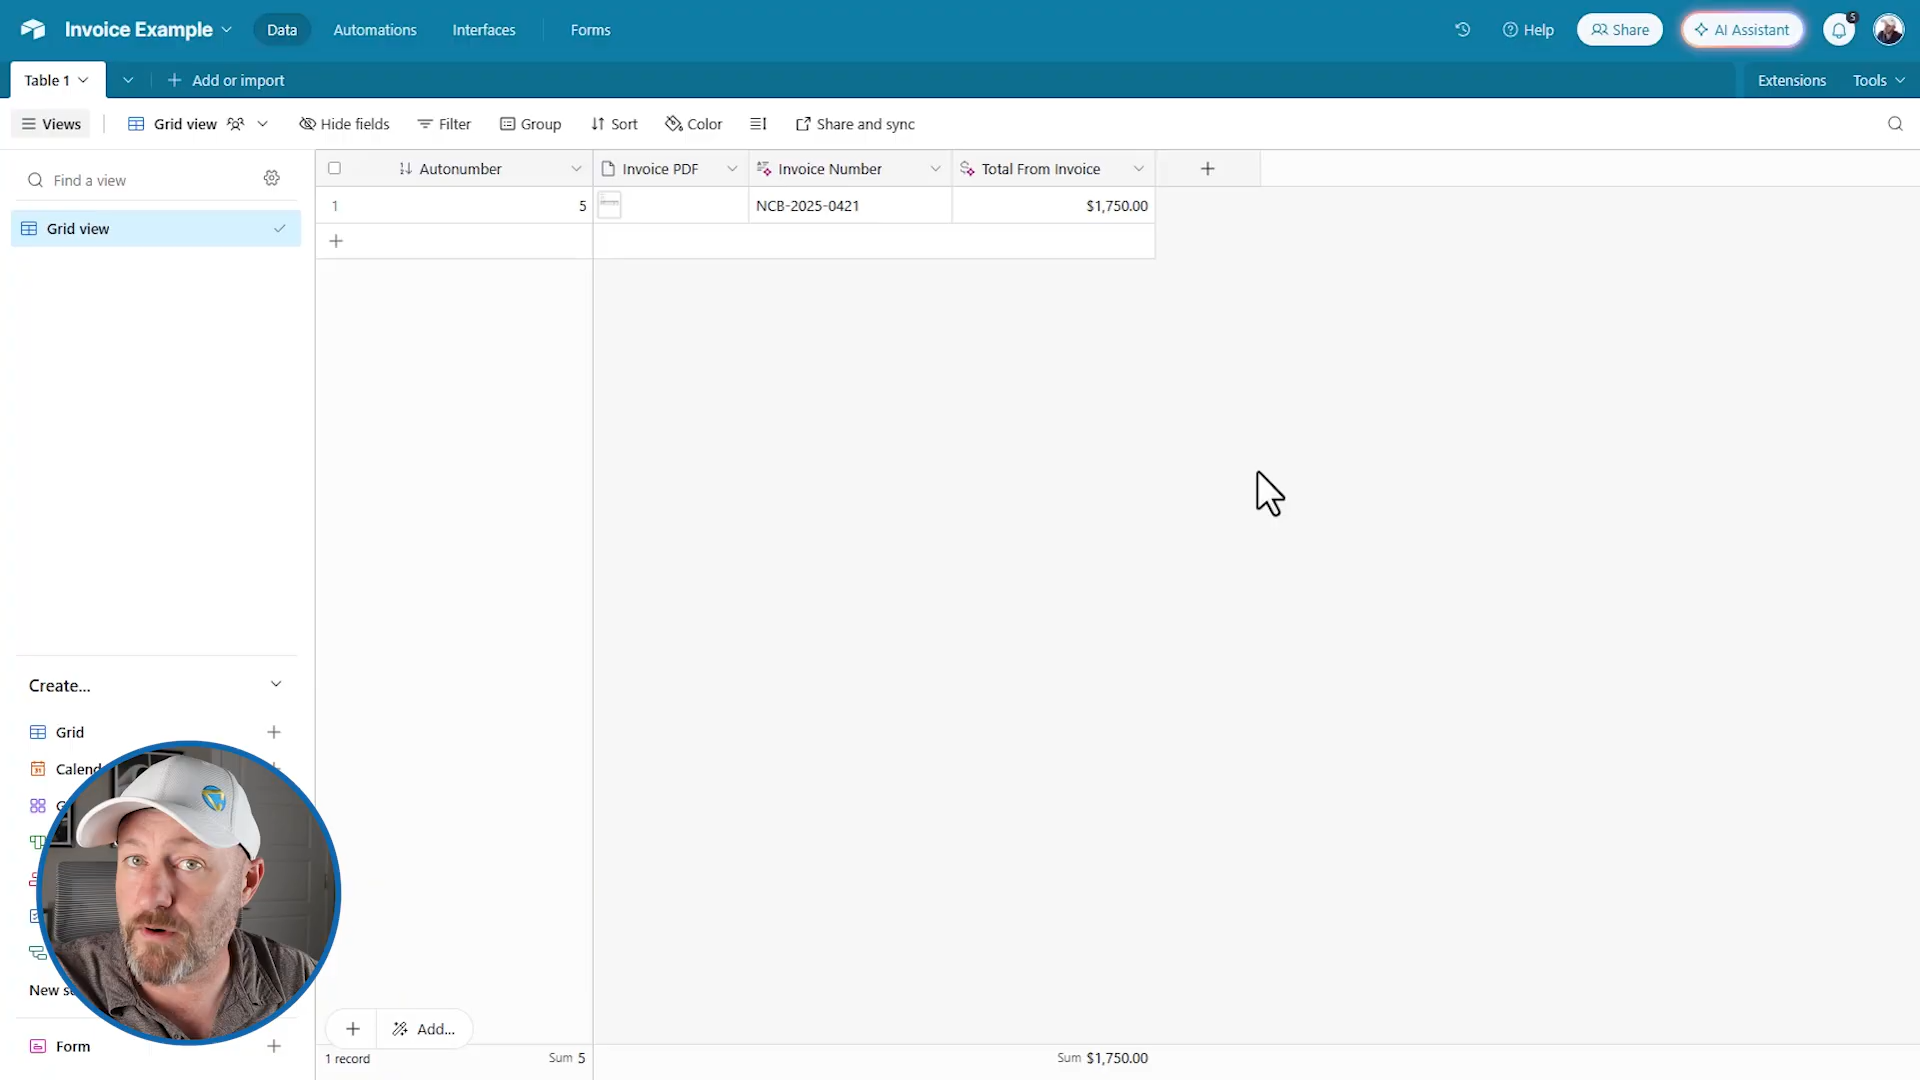 Invoice Example
Data
Automations
Interfaces
Forms
Help
Share
AI Assistant
5
Table 1
Add or import
Extensions
Tools
Views
Grid view
Hide fields
Filter
Group
Sort
Color
Share and sync
Find a view
Grid view
Autonumber
Invoice PDF
Invoice Number
Total From Invoice
1
5
NCB-2025-0421
$1,750.00
Create...
Grid
Calend
G
New s
Form
Add...
1 record
Sum 5
Sum $1,750.00